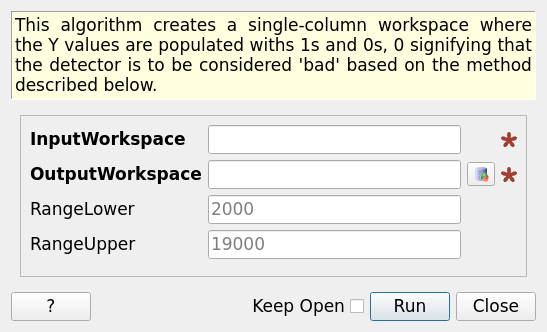 This algorithm creates a single-column workspace where
the Y values are populated withs 1s and 0s, 0 signifying that
the detector is to be considered 'bad' based on the method
described below.
InputWorkspace *
OutputWorkspace *
RangeLower 2000
RangeUpper 19000
? Keep Open Run Close